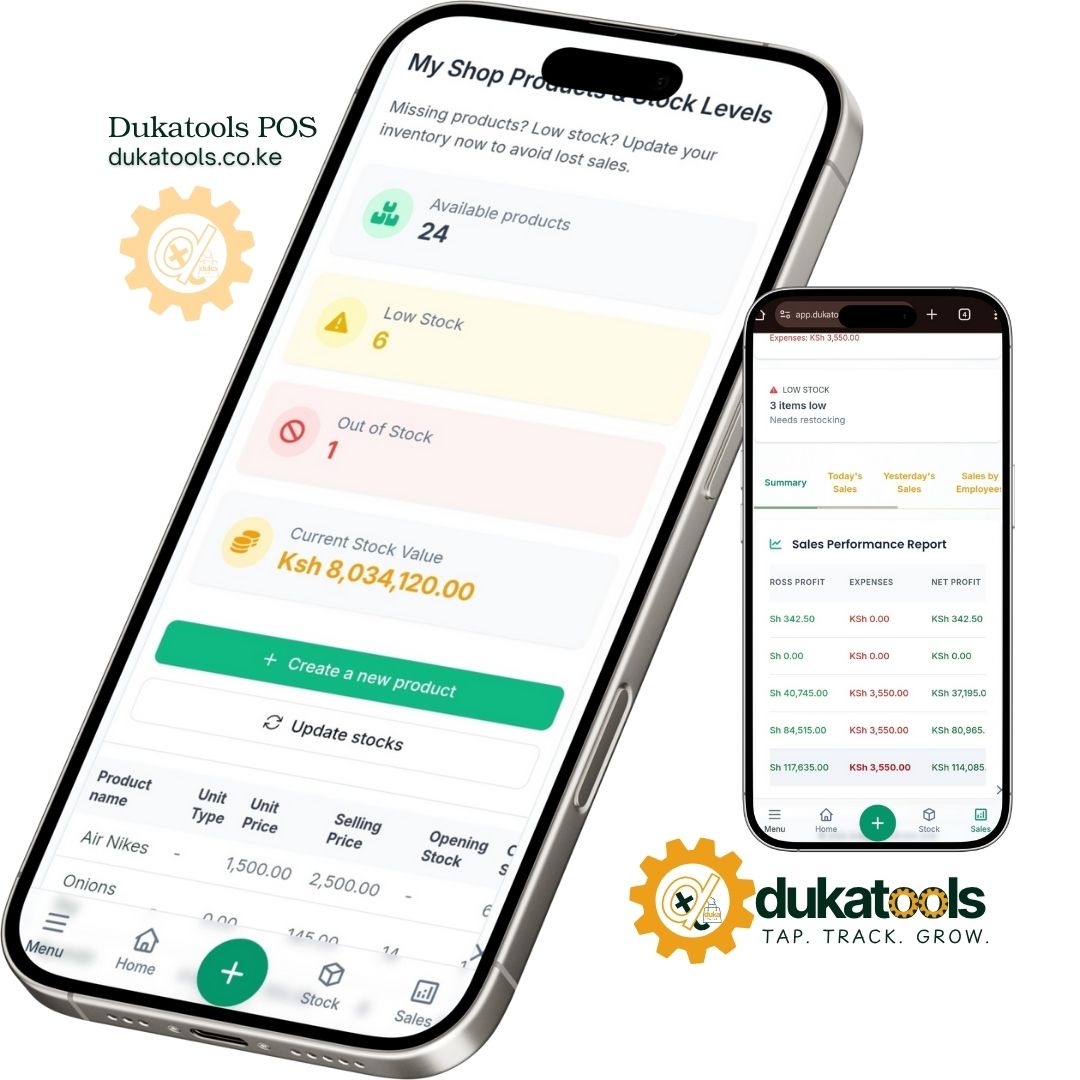 Dukatools POS
dukatools.co.ke
duka
My Shop Products & Stock Levels
Missing products? Low stock? Update your
inventory now to avoid lost sales.
Available products
24
Low Stock
6
Out of Stock
1
Current Stock Value
Ksh 8,034,120.00
+ Create a new product
Update stocks
Product name Unit Type Unit Price Selling Price Opening Stock
Air Nikes - 1,500.00 2,500.00 - 6
Onions 0.00 145.00 14
Menu Home + Stock Sales
app.dukato + 4
Expenses: KSh 3,550.00
LOW STOCK
3 items low
Needs restocking
Summary Today's Sales Yesterday's Sales Sales by Employee
Sales Performance Report
ROSS PROFIT EXPENSES NET PROFIT
Sh 342.50 KSh 0.00 KSh 342.50
Sh 0.00 KSh 0.00 KSh 0.00
Sh 40,745.00 KSh 3,550.00 KSh 37,195.0
Sh 84,515.00 KSh 3,550.00 KSh 80,965.
Sh 117,635.00 KSh 3,550.00 KSh 114,085.
Menu Home + Stock Sales
duka
dukatools
TAP. TRACK. GROW.